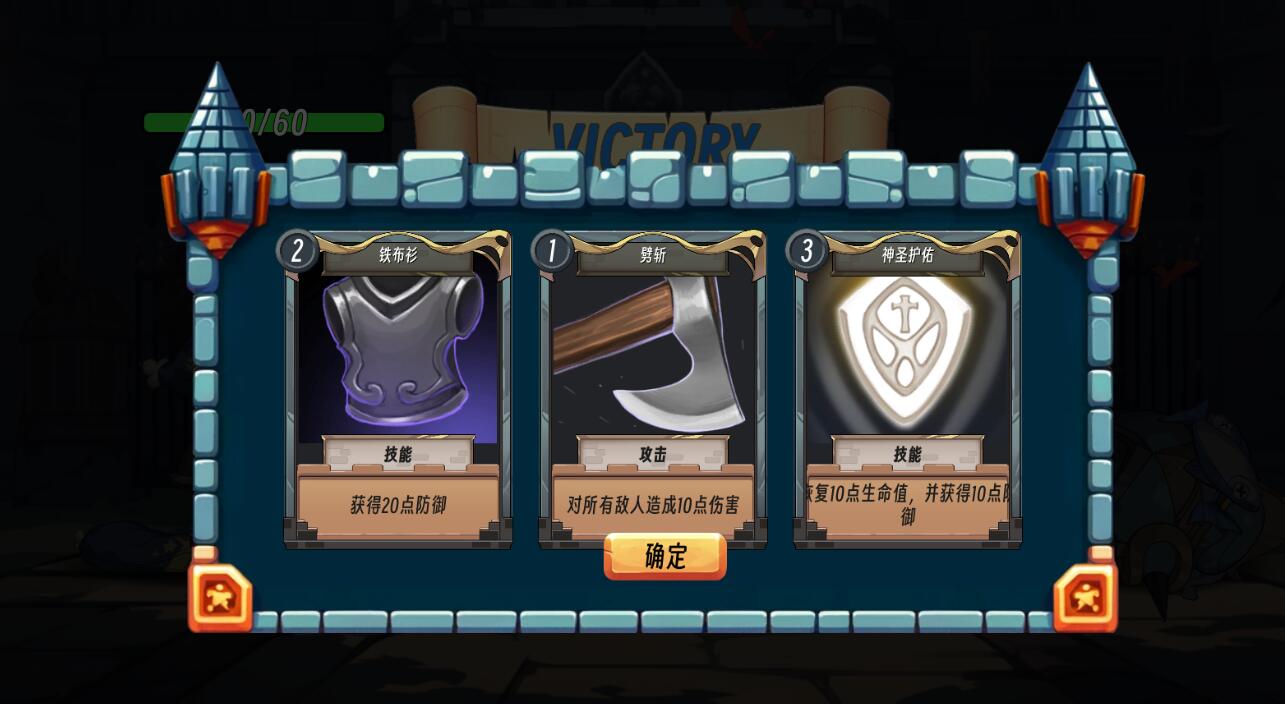 0/60
VICTORY
2
铁布衫
1
劈斩
3
神圣护佑
技能
攻击
技能
获得20点防御
对所有敌人造成10点伤害
恢复10点生命值，并获得10点防
御
确定